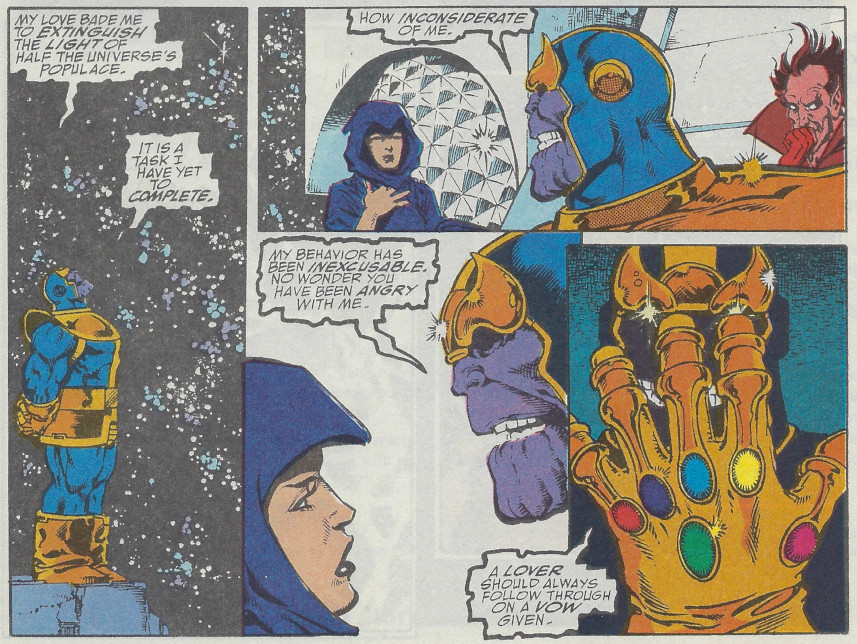 MY LOVE BADE ME
TO EXTINGUISH
THE LIGHT OF
HALF THE UNIVERSE'S
POPULACE.
IT IS A
TASK I
HAVE YET
TO
COMPLETE.
HOW INCONSIDERATE
OF ME.
MY BEHAVIOR HAS
BEEN INEXCUSABLE.
NO WONDER YOU
HAVE BEEN ANGRY
WITH ME.
A LOVER
SHOULD ALWAYS
FOLLOW THROUGH
ON A VOW
GIVEN.